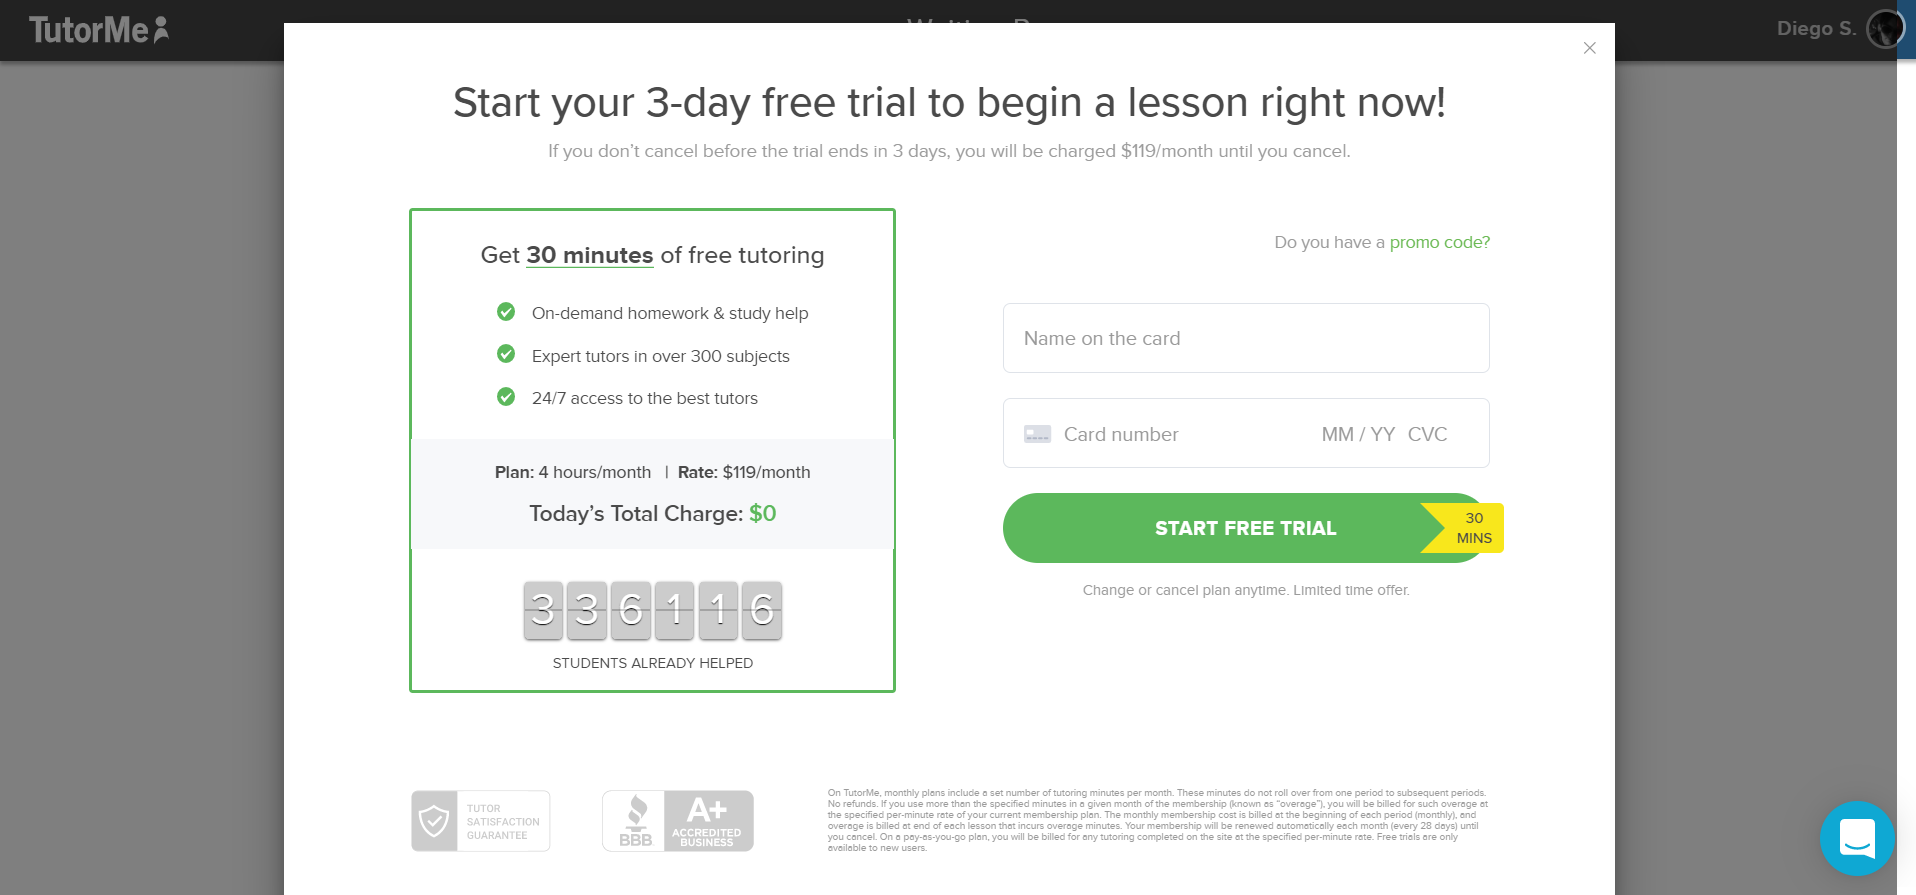 TutorMe
Diego S.
Start your 3-day free trial to begin a lesson right now!
If you don’t cancel before the trial ends in 3 days, you will be charged $119/month until you cancel.
Get 30 minutes of free tutoring
On-demand homework & study help
Expert tutors in over 300 subjects
24/7 access to the best tutors
Plan: 4 hours/month | Rate: $119/month
Today’s Total Charge: $0
336116
STUDENTS ALREADY HELPED
Do you have a promo code?
Name on the card
Card number MM / YY CVC
START FREE TRIAL
30
MINS
Change or cancel plan anytime. Limited time offer.
TUTOR
SATISFACTION
GUARANTEE
BBB
A+
ACCREDITED
BUSINESS
On TutorMe, monthly plans include a set number of tutoring minutes per month. These minutes do not roll over from one period to subsequent periods.
No refunds. If you use more than the specified minutes in a given month of the membership (known as “overage”), you will be billed for such overage at
the specified per-minute rate of your current membership plan. The monthly membership cost is billed at the beginning of each period (monthly), and
overage is billed at end of each lesson that incurs overage minutes. Your membership will be renewed automatically each month (every 28 days) until
you cancel. On a pay-as-you-go plan, you will be billed for any tutoring completed on the site at the specified per-minute rate. Free trials are only
available to new users.